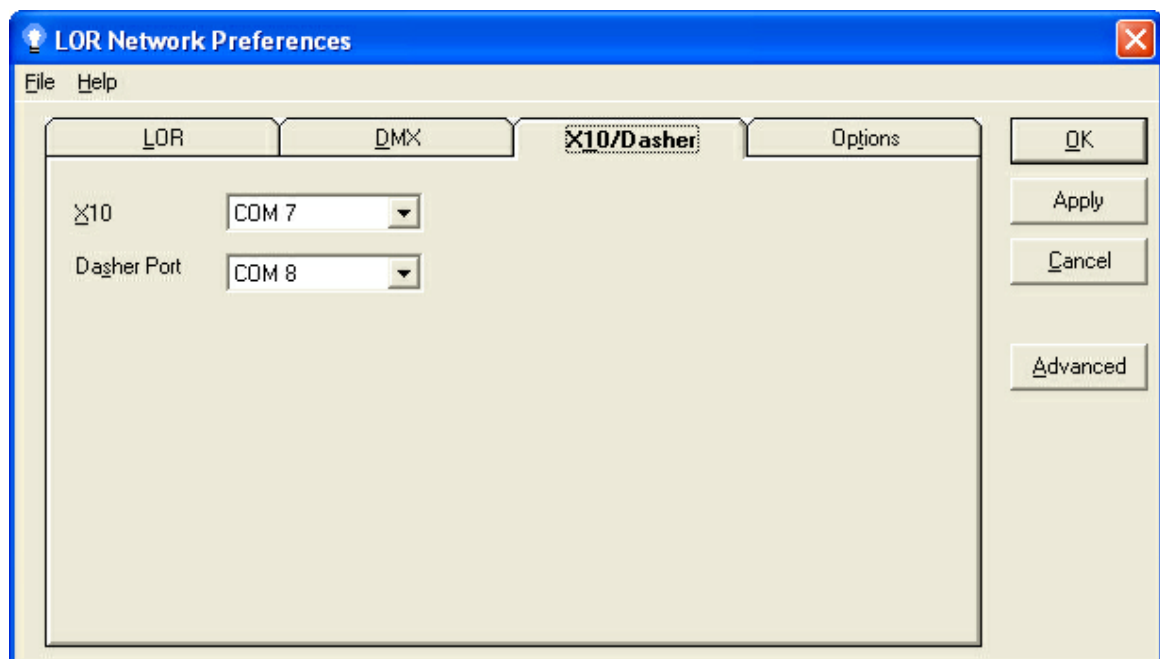 LOR Network Preferences
File Help
LOR DMX X10/Dasher Options
OK
X10 COM 7
Apply
Dasher Port COM 8
Cancel
Advanced